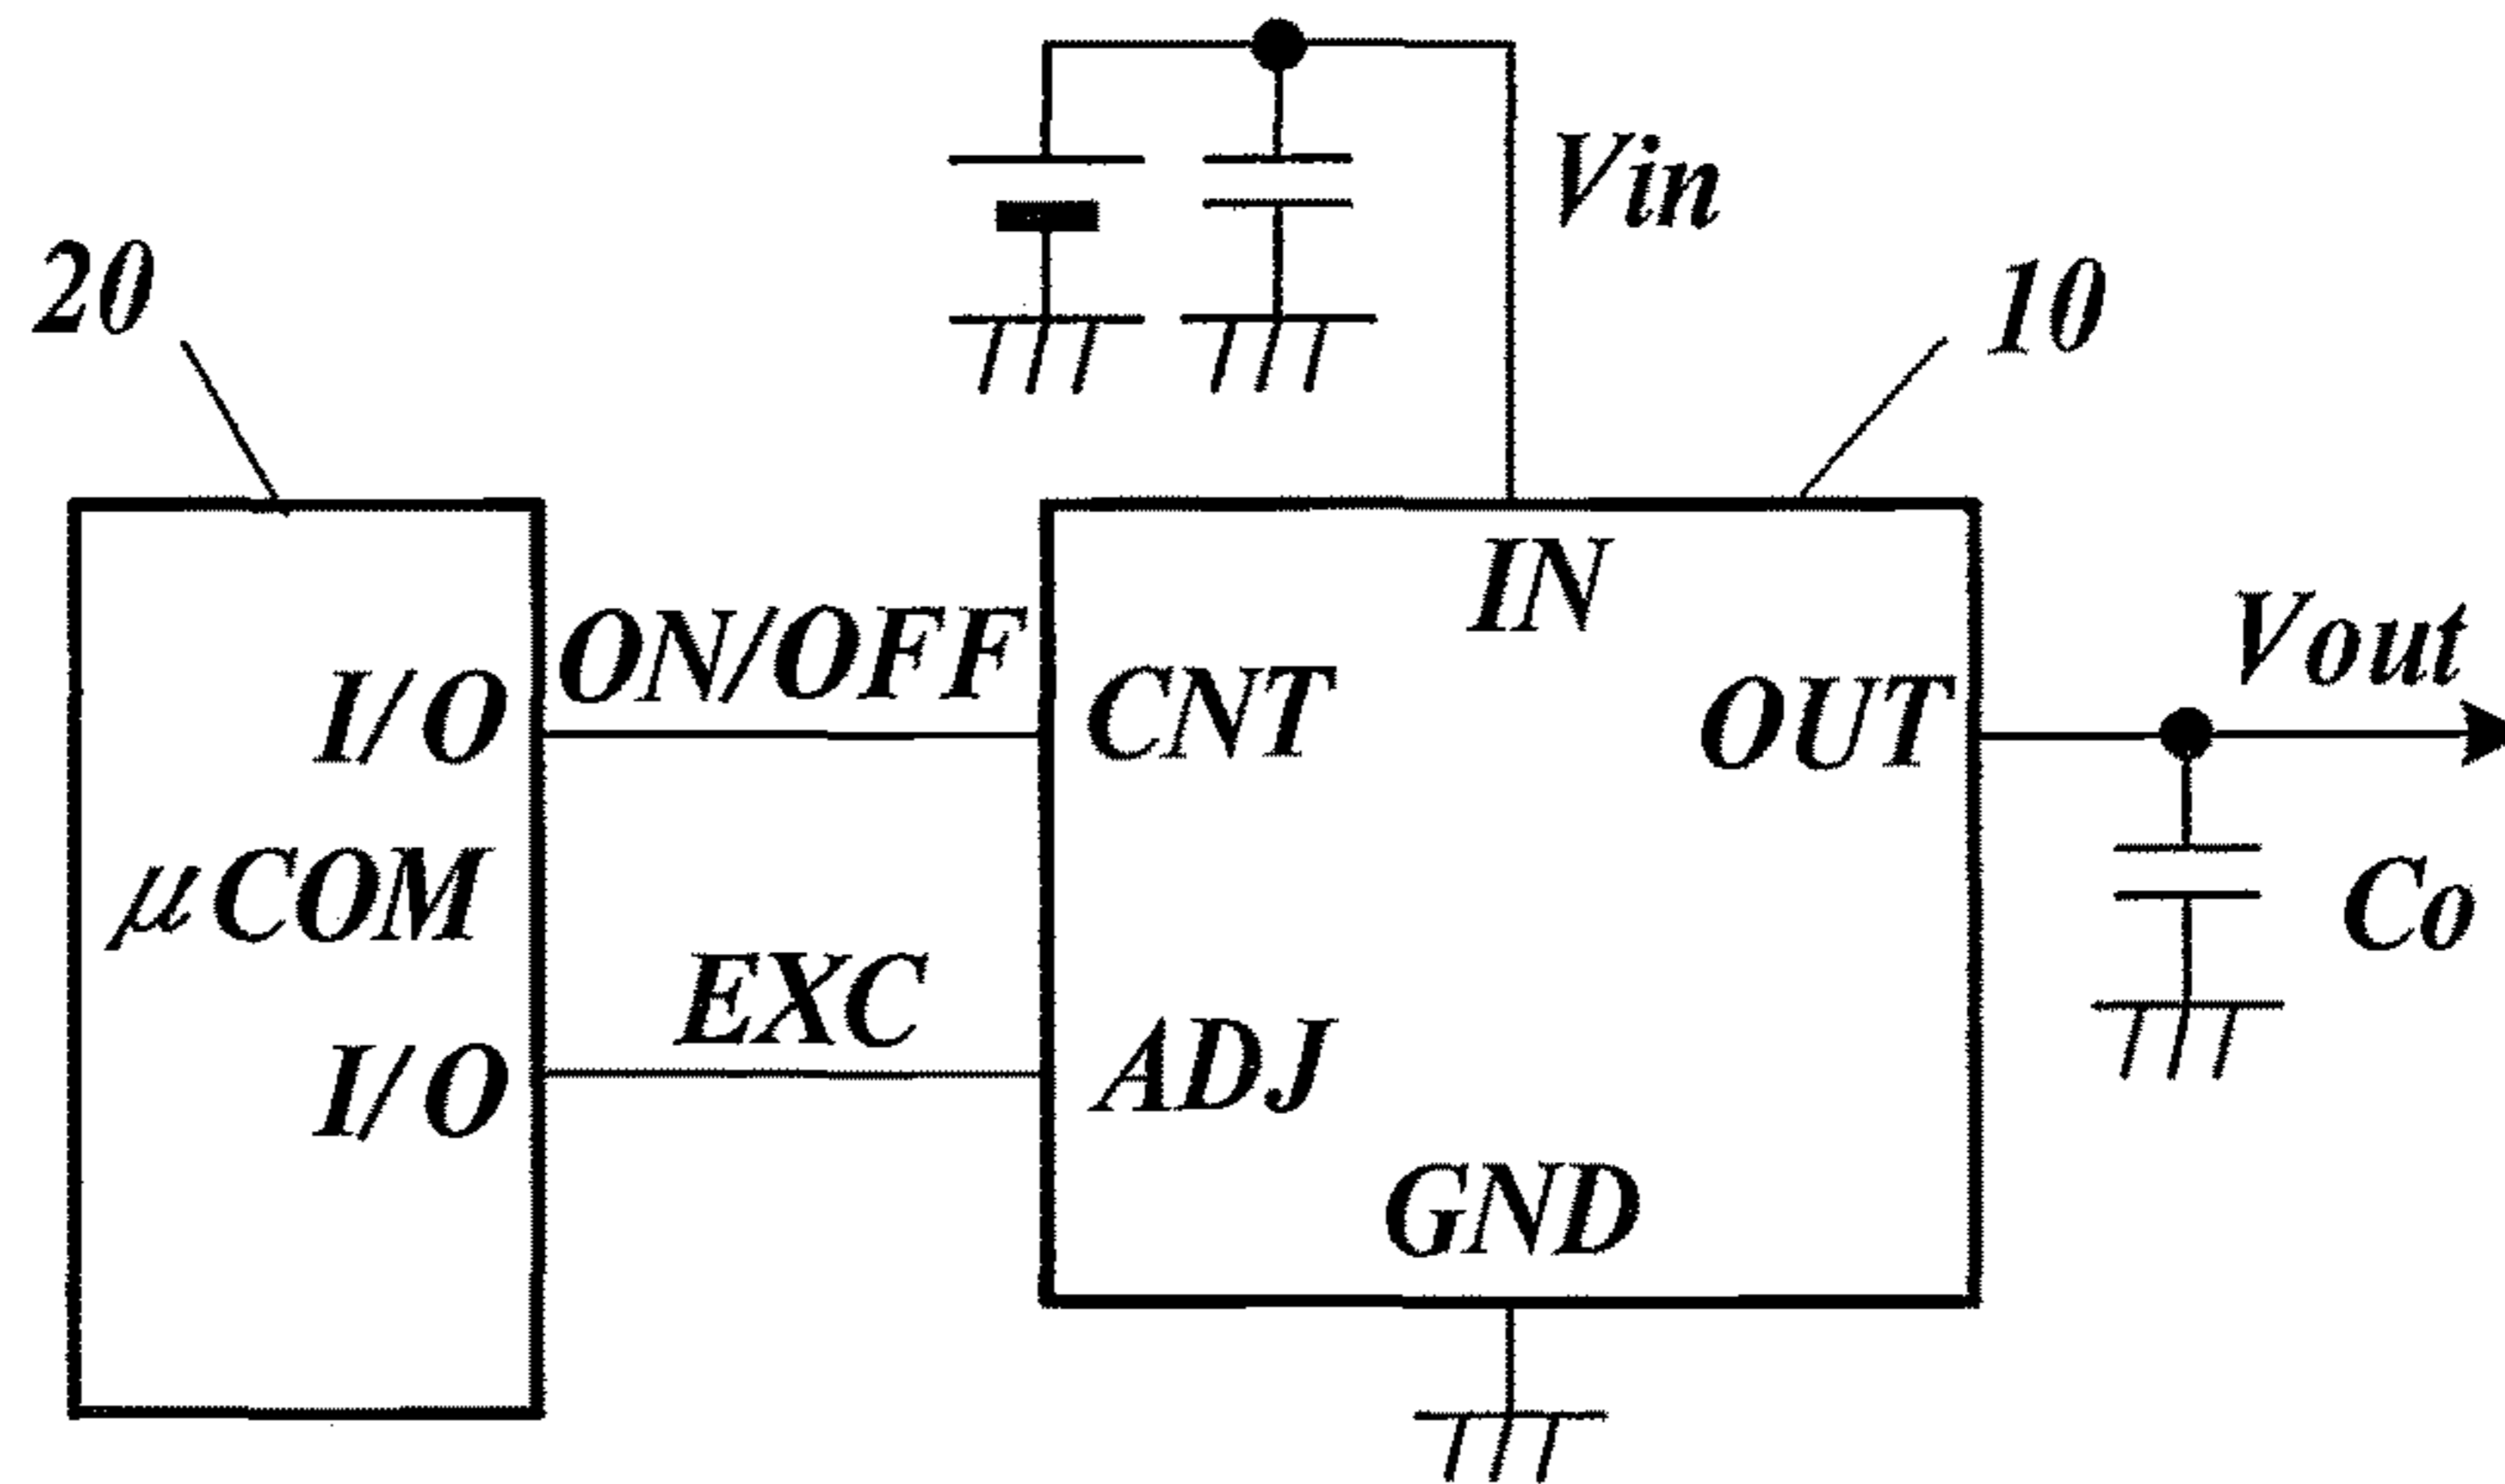 Vin
20
10
IN
ON/OFF
Vout
I/O
CNT
OUT
μCOM
Co
EXC
I/O
ADJ
GND